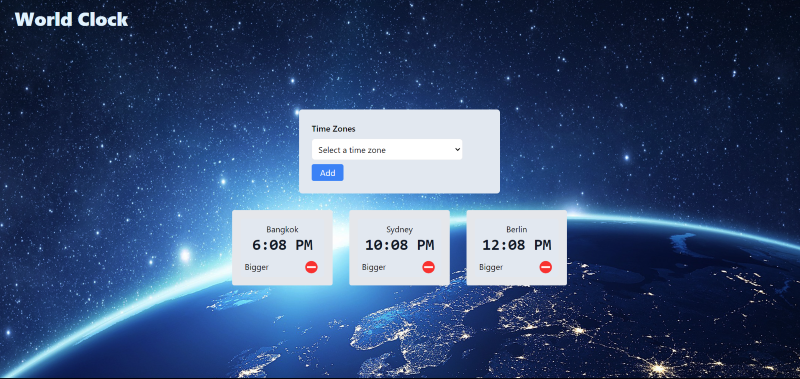 World Clock
Time Zones
Select a time zone
Add
Bangkok
6:08 PM
Bigger
Sydney
10:08 PM
Bigger
Berlin
12:08 PM
Bigger